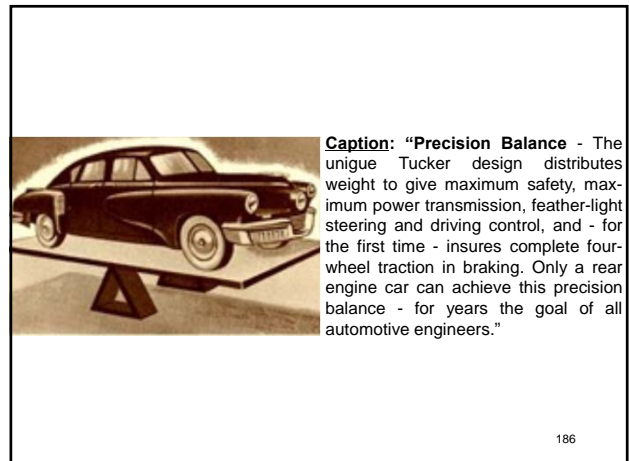 Caption: “Precision Balance - The
unigue Tucker design distributes
weight to give maximum safety, max-
imum power transmission, feather-light
steering and driving control, and - for
the first time - insures complete four-
wheel traction in braking. Only a rear
engine car can achieve this precision
balance - for years the goal of all
automotive engineers.”
186